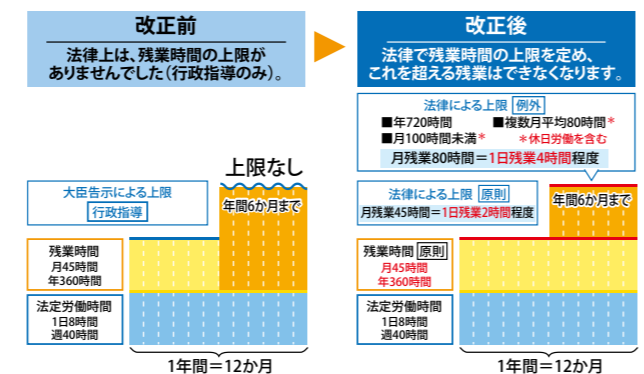 改正前
法律上は、残業時間の上限が
ありませんでした(行政指導のみ)。
上限なし
大臣告示による上限
行政指導
年間6か月まで
残業時間
月45時間
年360時間
法定労働時間
1日8時間
週40時間
1年間＝12か月
改正後
法律で残業時間の上限を定め、
これを超える残業はできなくなります。
法律による上限 例外
■年720時間 ■複数月平均80時間＊
■月100時間未満＊ ＊休日労働を含む
月残業80時間＝1日残業4時間程度
法律による上限 原則
月残業45時間＝1日残業2時間程度
年間6か月まで
残業時間 原則
月45時間
年360時間
法定労働時間
1日8時間
週40時間
1年間＝12か月